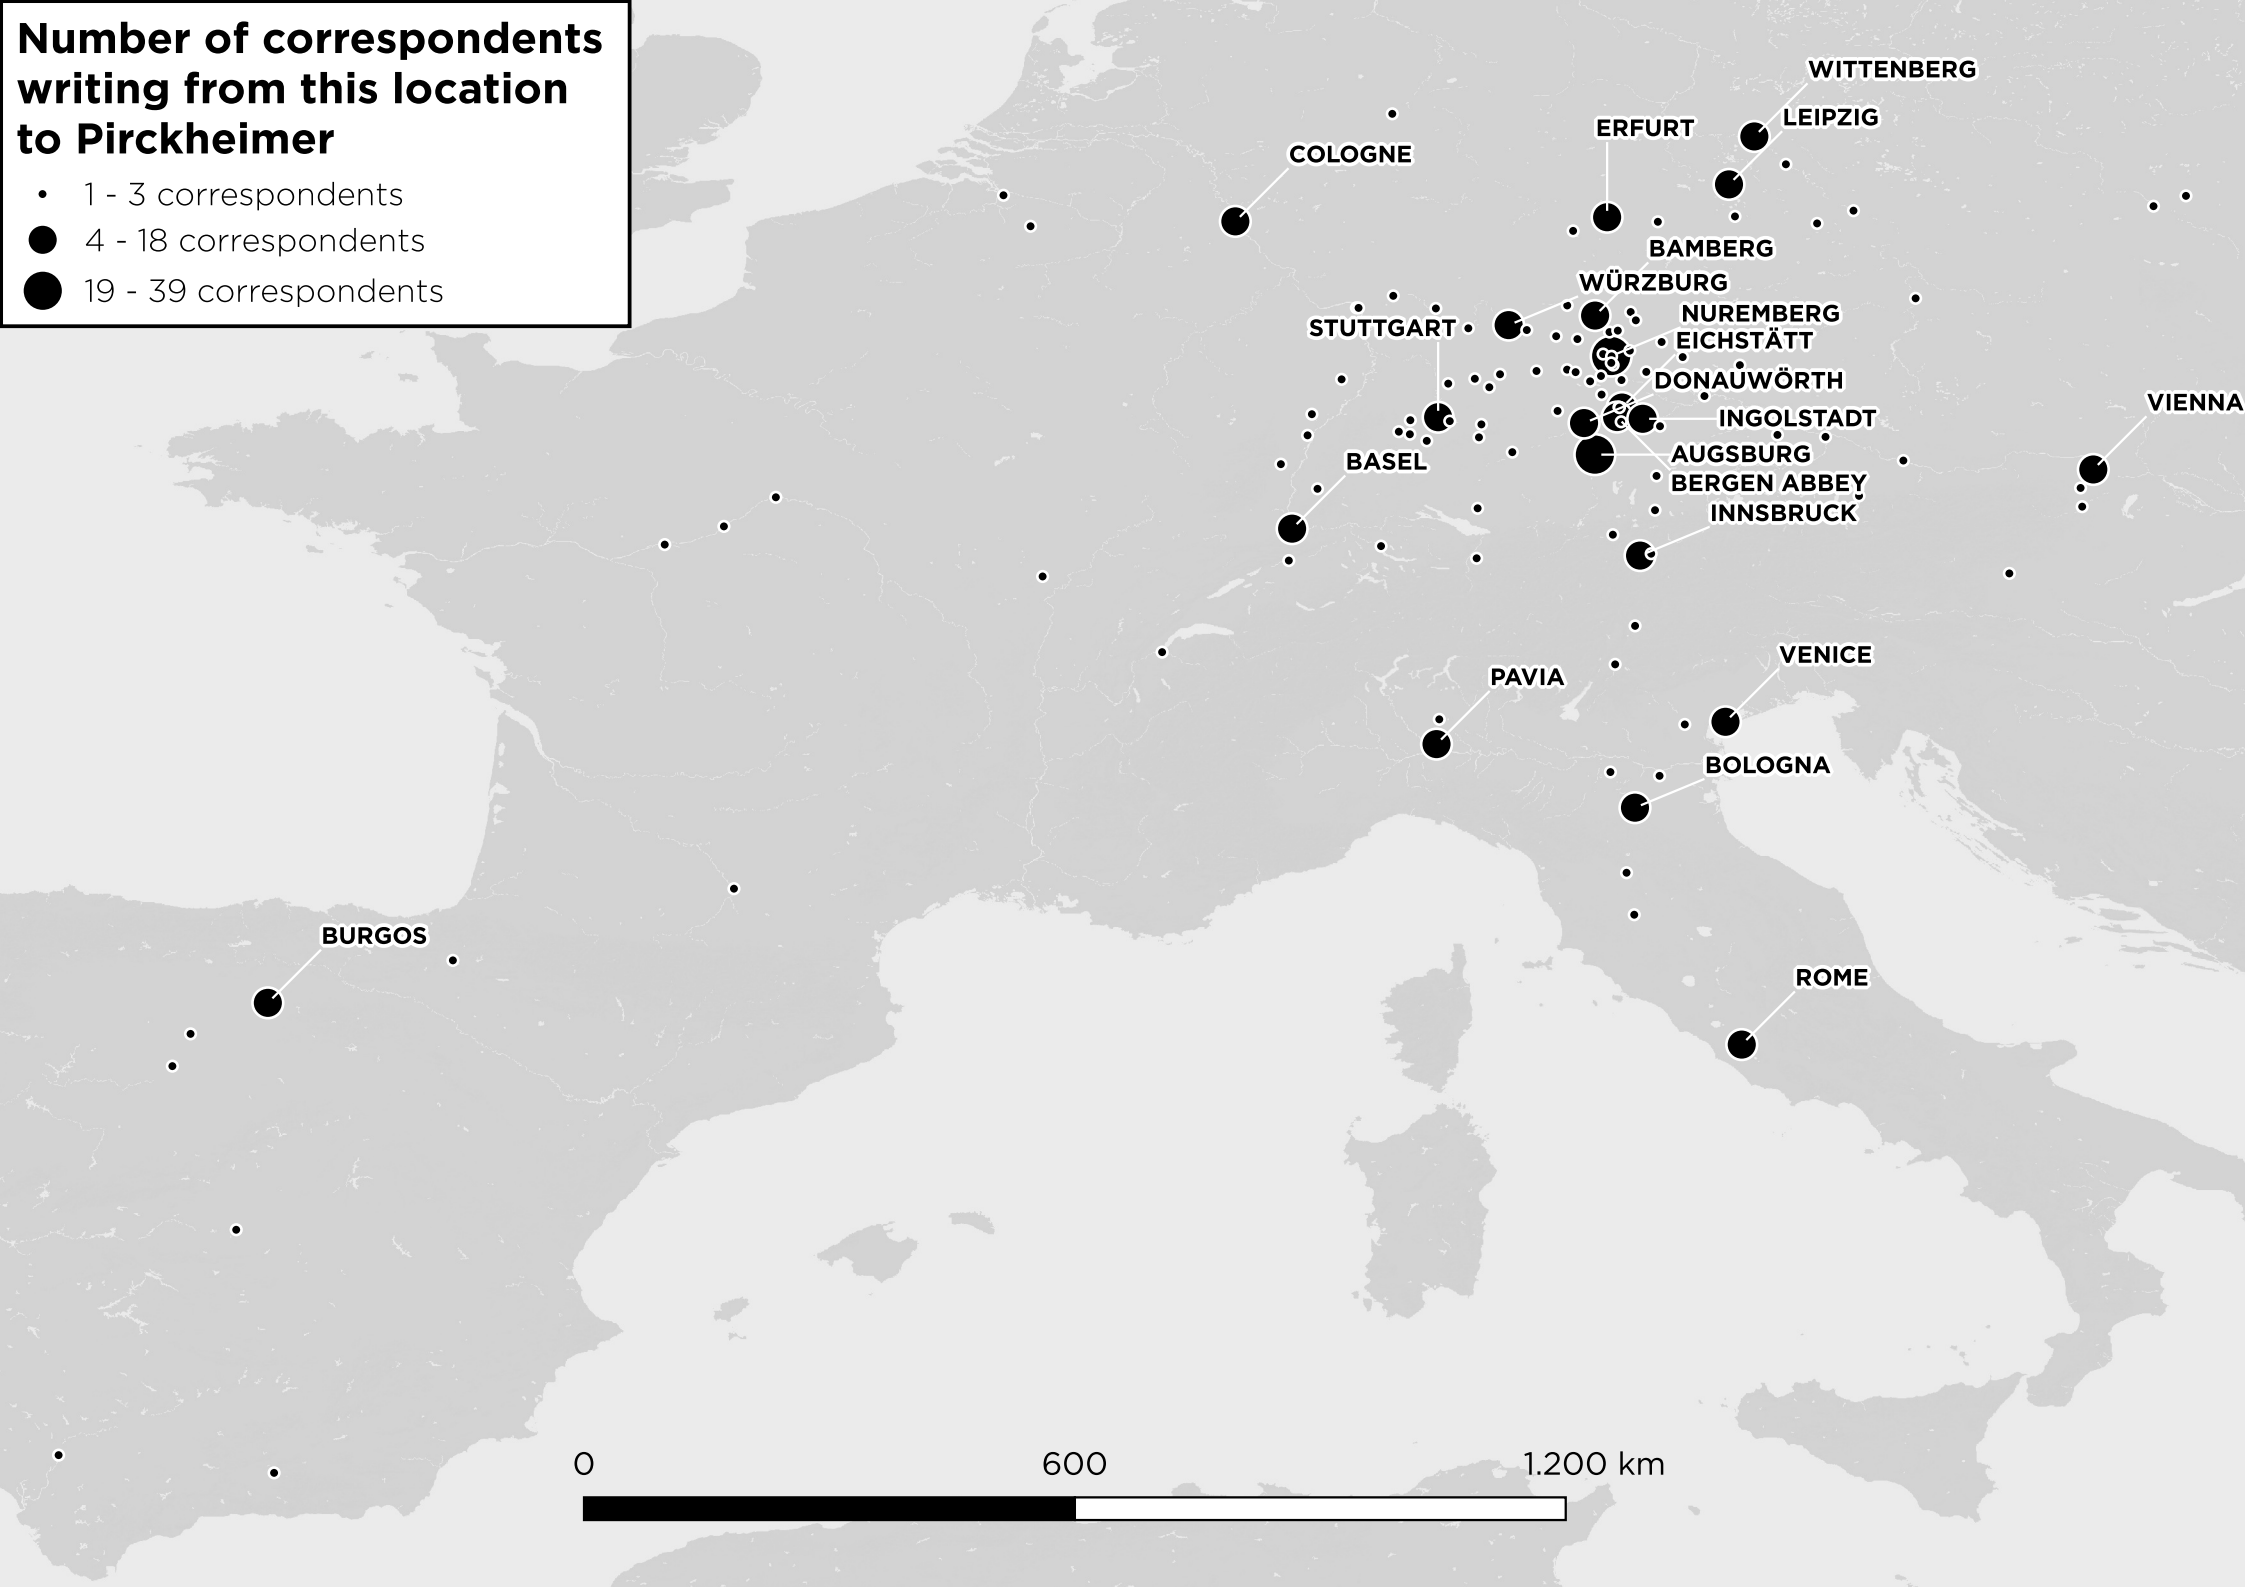 Number of correspondents
writing from this location
to Pirckheimer
1 - 3 correspondents
4 - 18 correspondents
19 - 39 correspondents
WITTENBERG
LEIPZIG
ERFURT
COLOGNE
BAMBERG
WÜRZBURG
NUREMBERG
STUTTGART
EICHSTÄTT
DONAUWÖRTH
VIENNA
INGOLSTADT
AUGSBURG
BASEL
BERGEN ABBEY
INNSBRUCK
VENICE
PAVIA
BOLOGNA
BURGOS
ROME
0 600 1.200 km